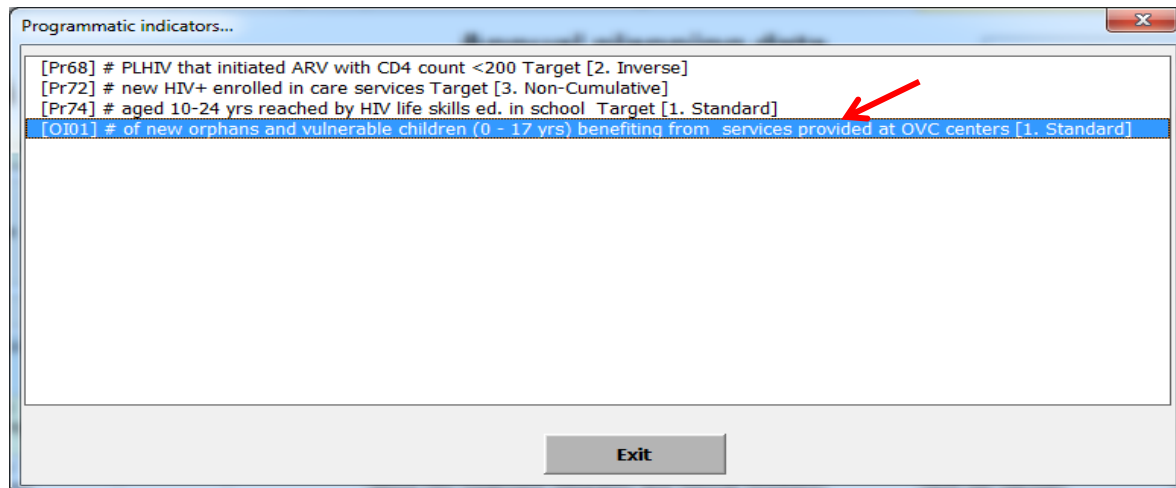 Programmatic indicators...
[Pr68] # PLHIV that initiated ARV with CD4 count <200 Target [2. Inverse]
[Pr72] # new HIV+ enrolled in care services Target [3. Non-Cumulative]
[Pr74] # aged 10-24 yrs reached by HIV life skills ed. in school  Target [1. Standard]
[OI01] # of new orphans and vulnerable children (0 - 17 yrs) benefiting from  services provided at OVC centers [1. Standard]
Exit